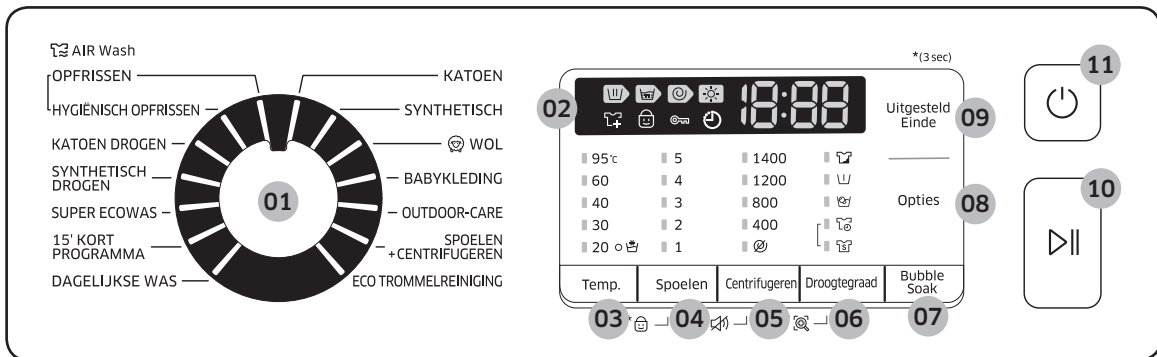 AIR Wash
OPFRISSEN
HYGIËNISCH OPFRISSEN
KATOEN DROGEN
SYNTHETISCH
DROGEN
SUPER ECOWAS
15' KORT
PROGRAMMA
DAGELIJKSE WAS
01
KATOEN
SYNTHETISCH
WOL
BABYKLEDING
OUTDOOR-CARE
SPOELEN
+CENTRIFUGEREN
ECO TROMMELREINIGING
02
18:88
95℃ 5 1400
60 4 1200
40 3 800
30 2 400
20 1
Temp. Spoelen Centrifugeren Droogtegraad Bubble
Soak
03 * 04 05 06 07
*(3 sec)
Uitgesteld
Einde
09
Opties
08
11
10